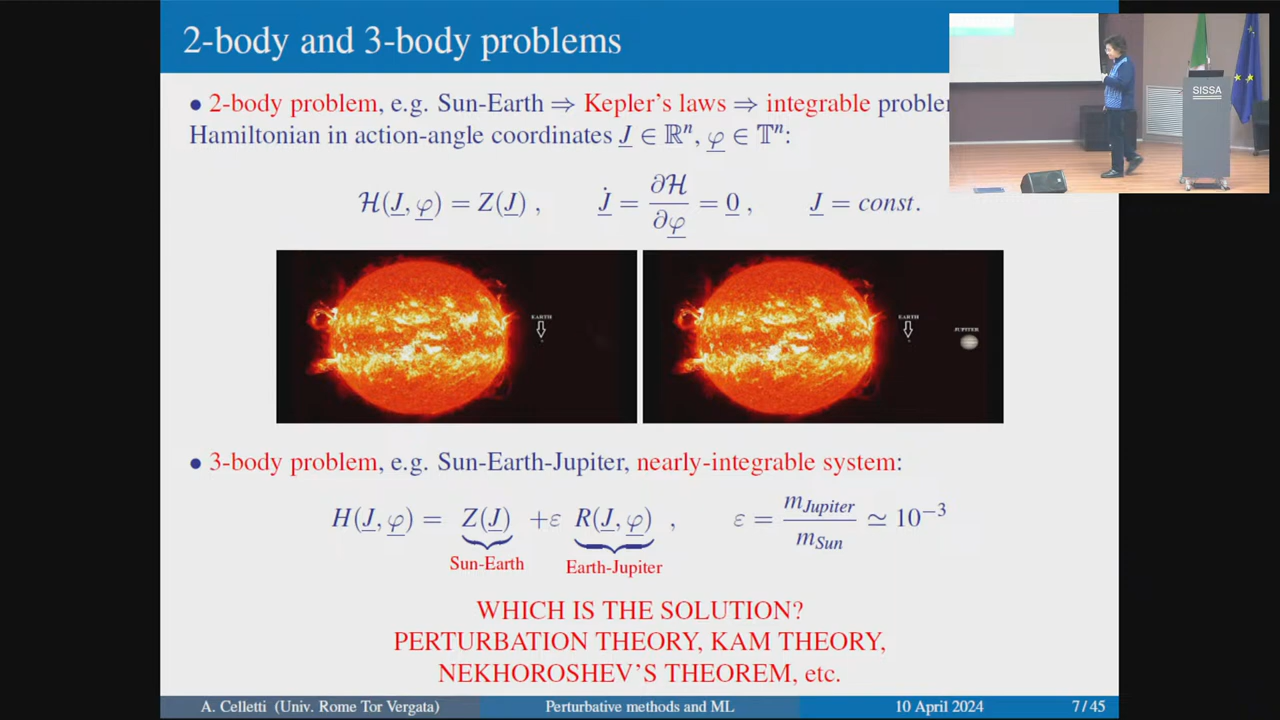 2-body and 3-body problems
SISSA
• 2-body problem, e.g. Sun-Earth ⇒ Kepler's laws ⇒ integrable
Hamiltonian in action-angle coordinates J ∈ ℝⁿ, φ ∈ 𝕋ⁿ:
ℋ(J, φ) = Z(J) , J̇ = ∂ℋ/∂φ = 0 , J = const.
EARTH
EARTH
JUPITER
• 3-body problem, e.g. Sun-Earth-Jupiter, nearly-integrable system:
H(J, φ) = Z(J) +ε R(J, φ) , ε = m_Jupiter/m_Sun ≃ 10⁻³
Sun-Earth Earth-Jupiter
WHICH IS THE SOLUTION?
PERTURBATION THEORY, KAM THEORY,
NEKHOROSHEV'S THEOREM, etc.
A. Celletti (Univ. Rome Tor Vergata) Perturbative methods and ML 10 April 2024 7 / 45